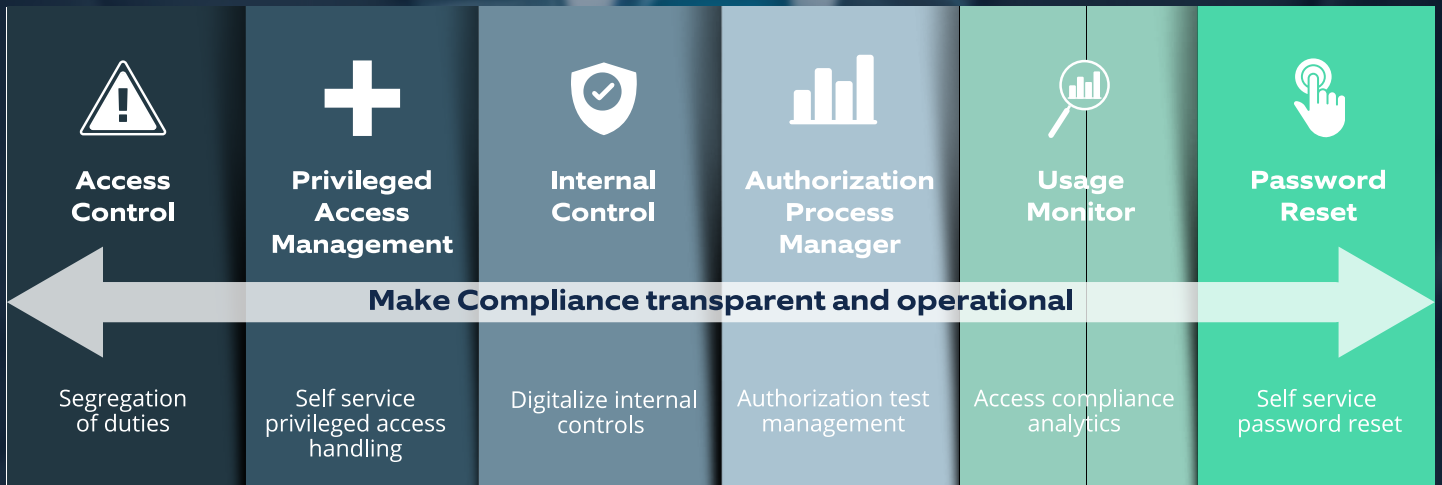 Access
Control
Privileged
Access
Management
Internal
Control
Authorization
Process
Manager
Usage
Monitor
Password
Reset
Make Compliance transparent and operational
Segregation
of duties
Self service
privileged access
handling
Digitalize internal
controls
Authorization test
management
Access compliance
analytics
Self service
password reset